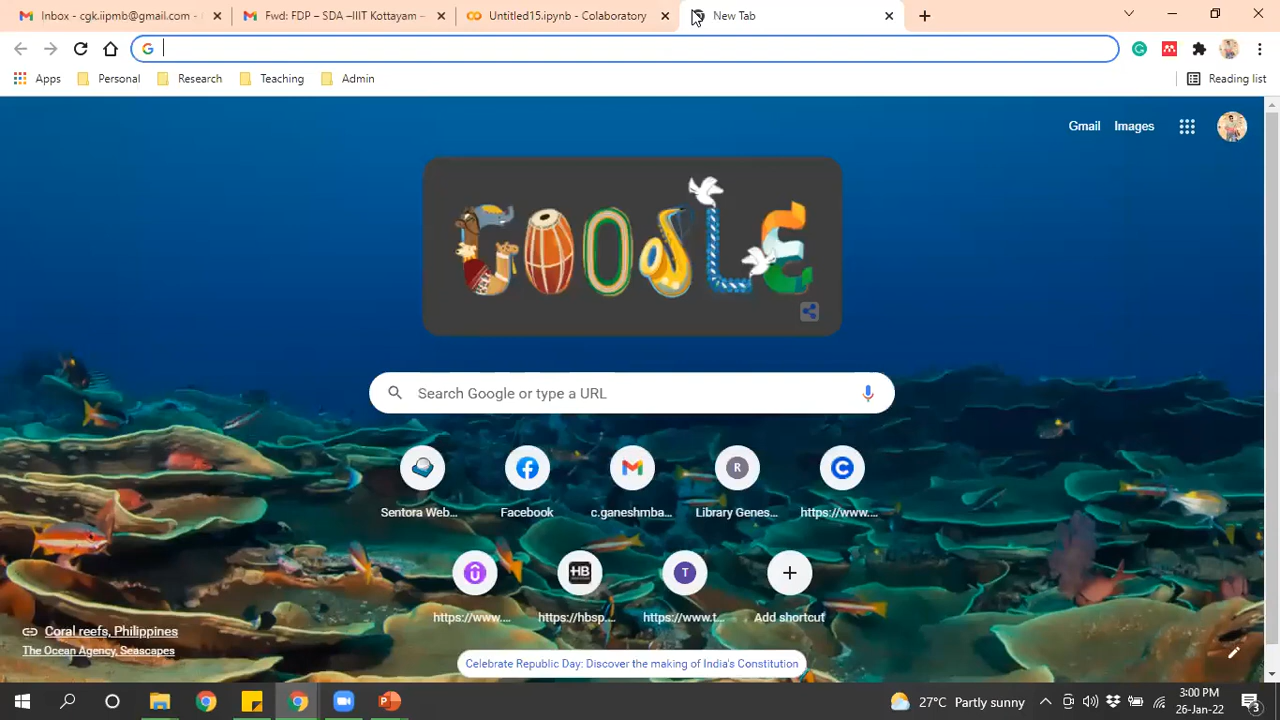 Inbox - cgk.iipmb@gmail.com -
Fwd: FDP – SDA –IIIT Kottayam -
Untitled15.ipynb - Colaboratory
New Tab
Apps
Personal
Research
Teaching
Admin
Reading list
Gmail
Images
GOOGLE
Search Google or type a URL
Sentora Web...
Facebook
c.ganeshmba...
Library Genes...
https://www....
R
HB
T
https://www....
https://hbsp....
https://www.t...
Add shortcut
Coral reefs, Philippines
The Ocean Agency, Seascapes
Celebrate Republic Day: Discover the making of India's Constitution
27°C Partly sunny
3:00 PM
26-Jan-22
3